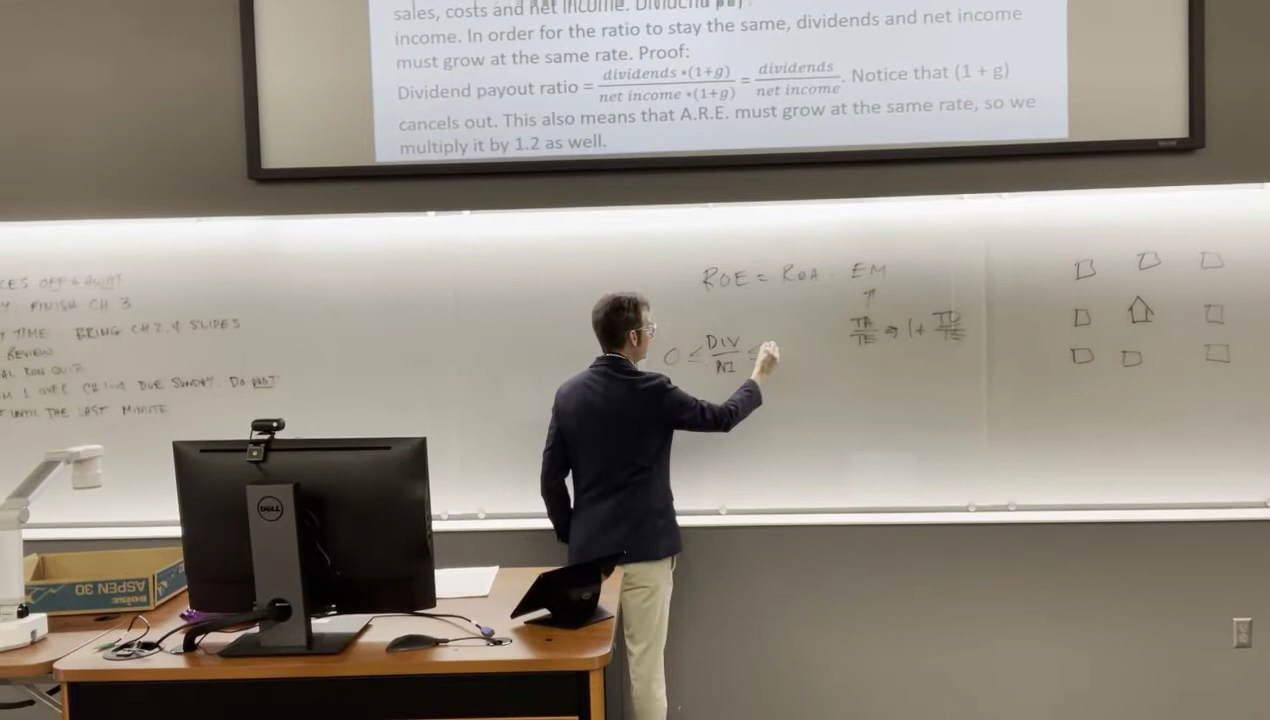 sales, costs and Net Income. Dividend
income. In order for the ratio to stay the same, dividends and net income
must grow at the same rate. Proof:
Dividend payout ratio = dividends *(1+g) / net income *(1+g) = dividends / net income. Notice that (1 + g)
cancels out. This also means that A.R.E. must grow at the same rate, so we
multiply it by 1.2 as well.
CES OFF &
FINISH CH 3
TIME BRING CH 2, 4 SLIDES
REVIEW
QUIZ
DUE SUNDAY. DO NOT
UNTIL THE LAST MINUTE
ROE = ROA · EM
↑
TA/TE → 1 + TD/TE
0 ≤ DIV/NI ≤
DELL
ASPEN 30